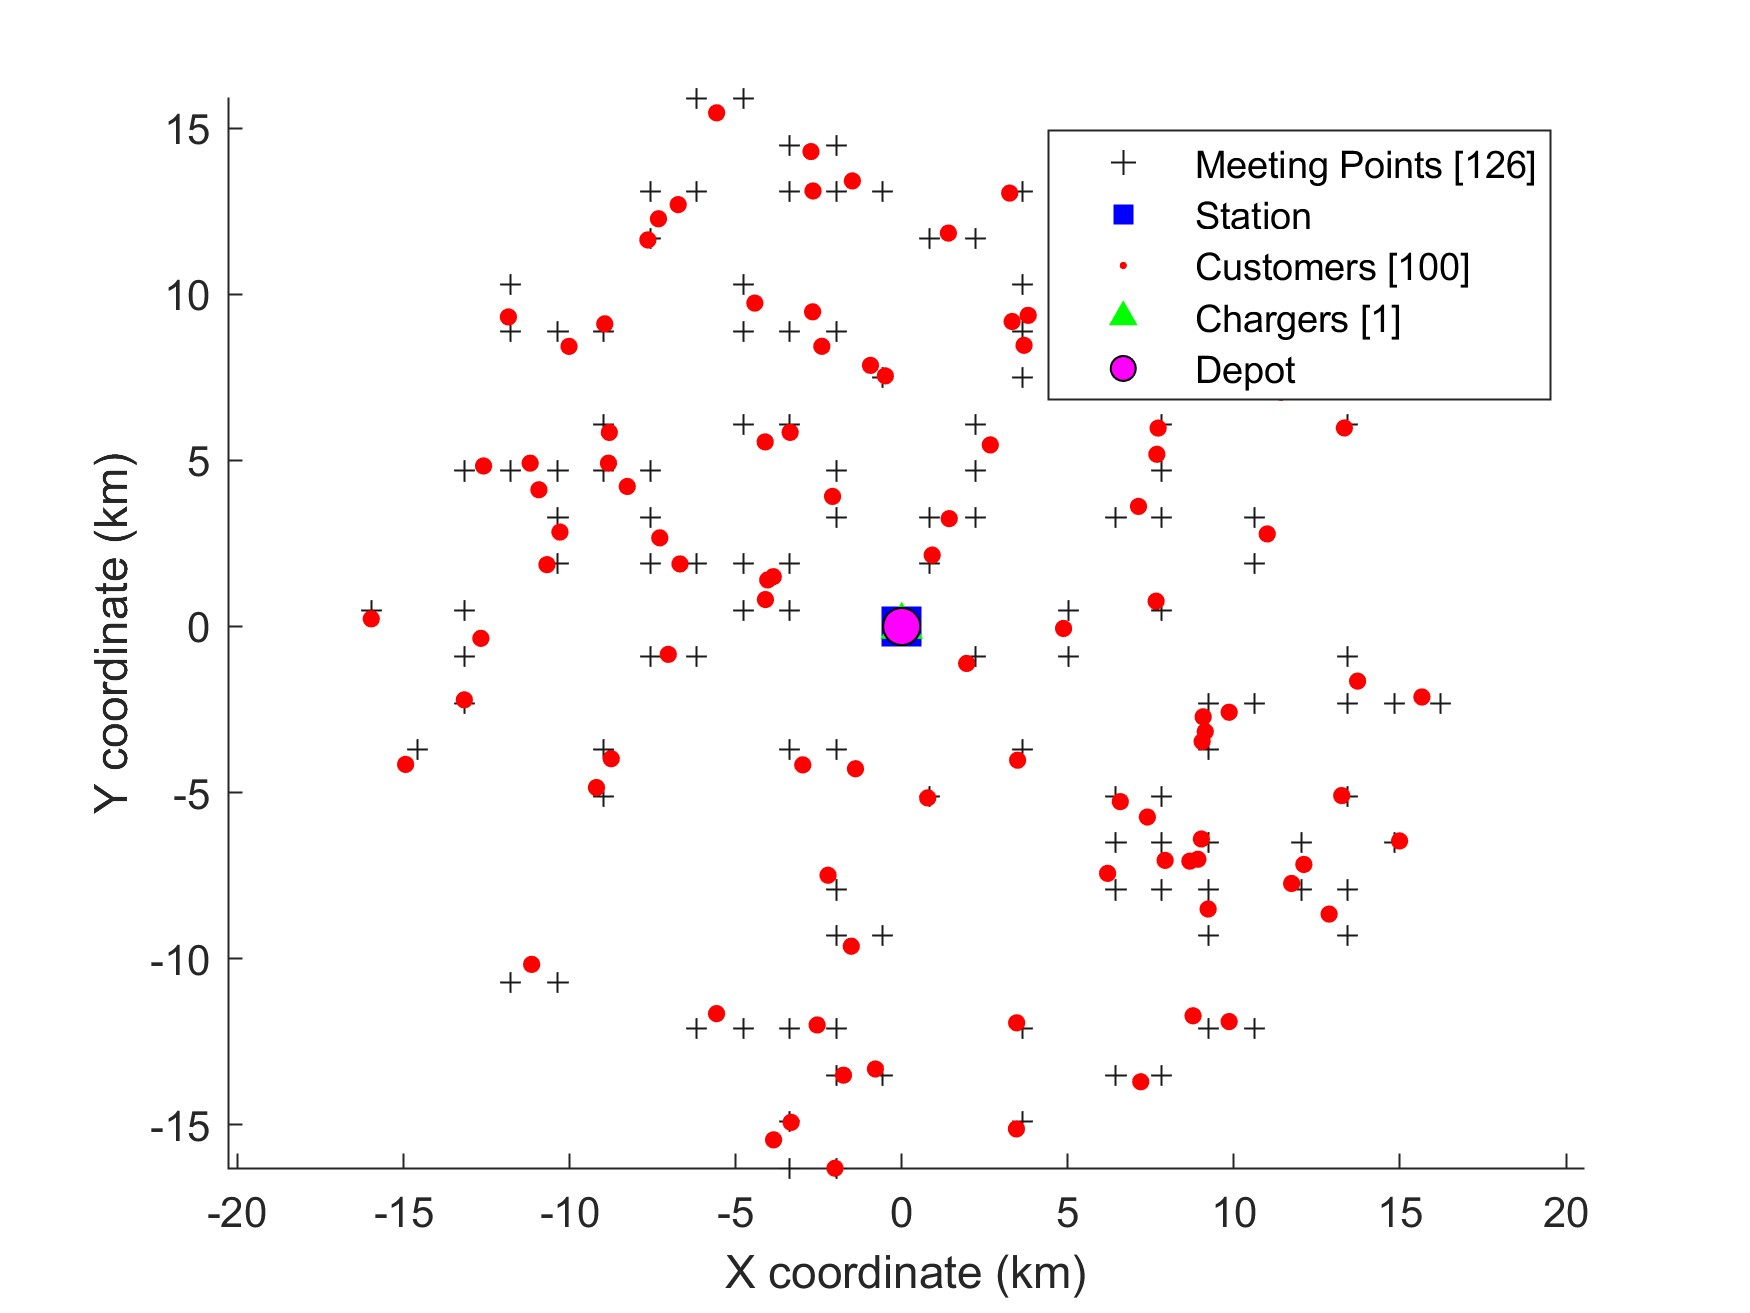 15
10
5
0
-5
-10
-15
Y coordinate (km)
Meeting Points [126]
Station
Customers [100]
Chargers [1]
Depot
-20 -15 -10 -5 0 5 10 15 20
X coordinate (km)